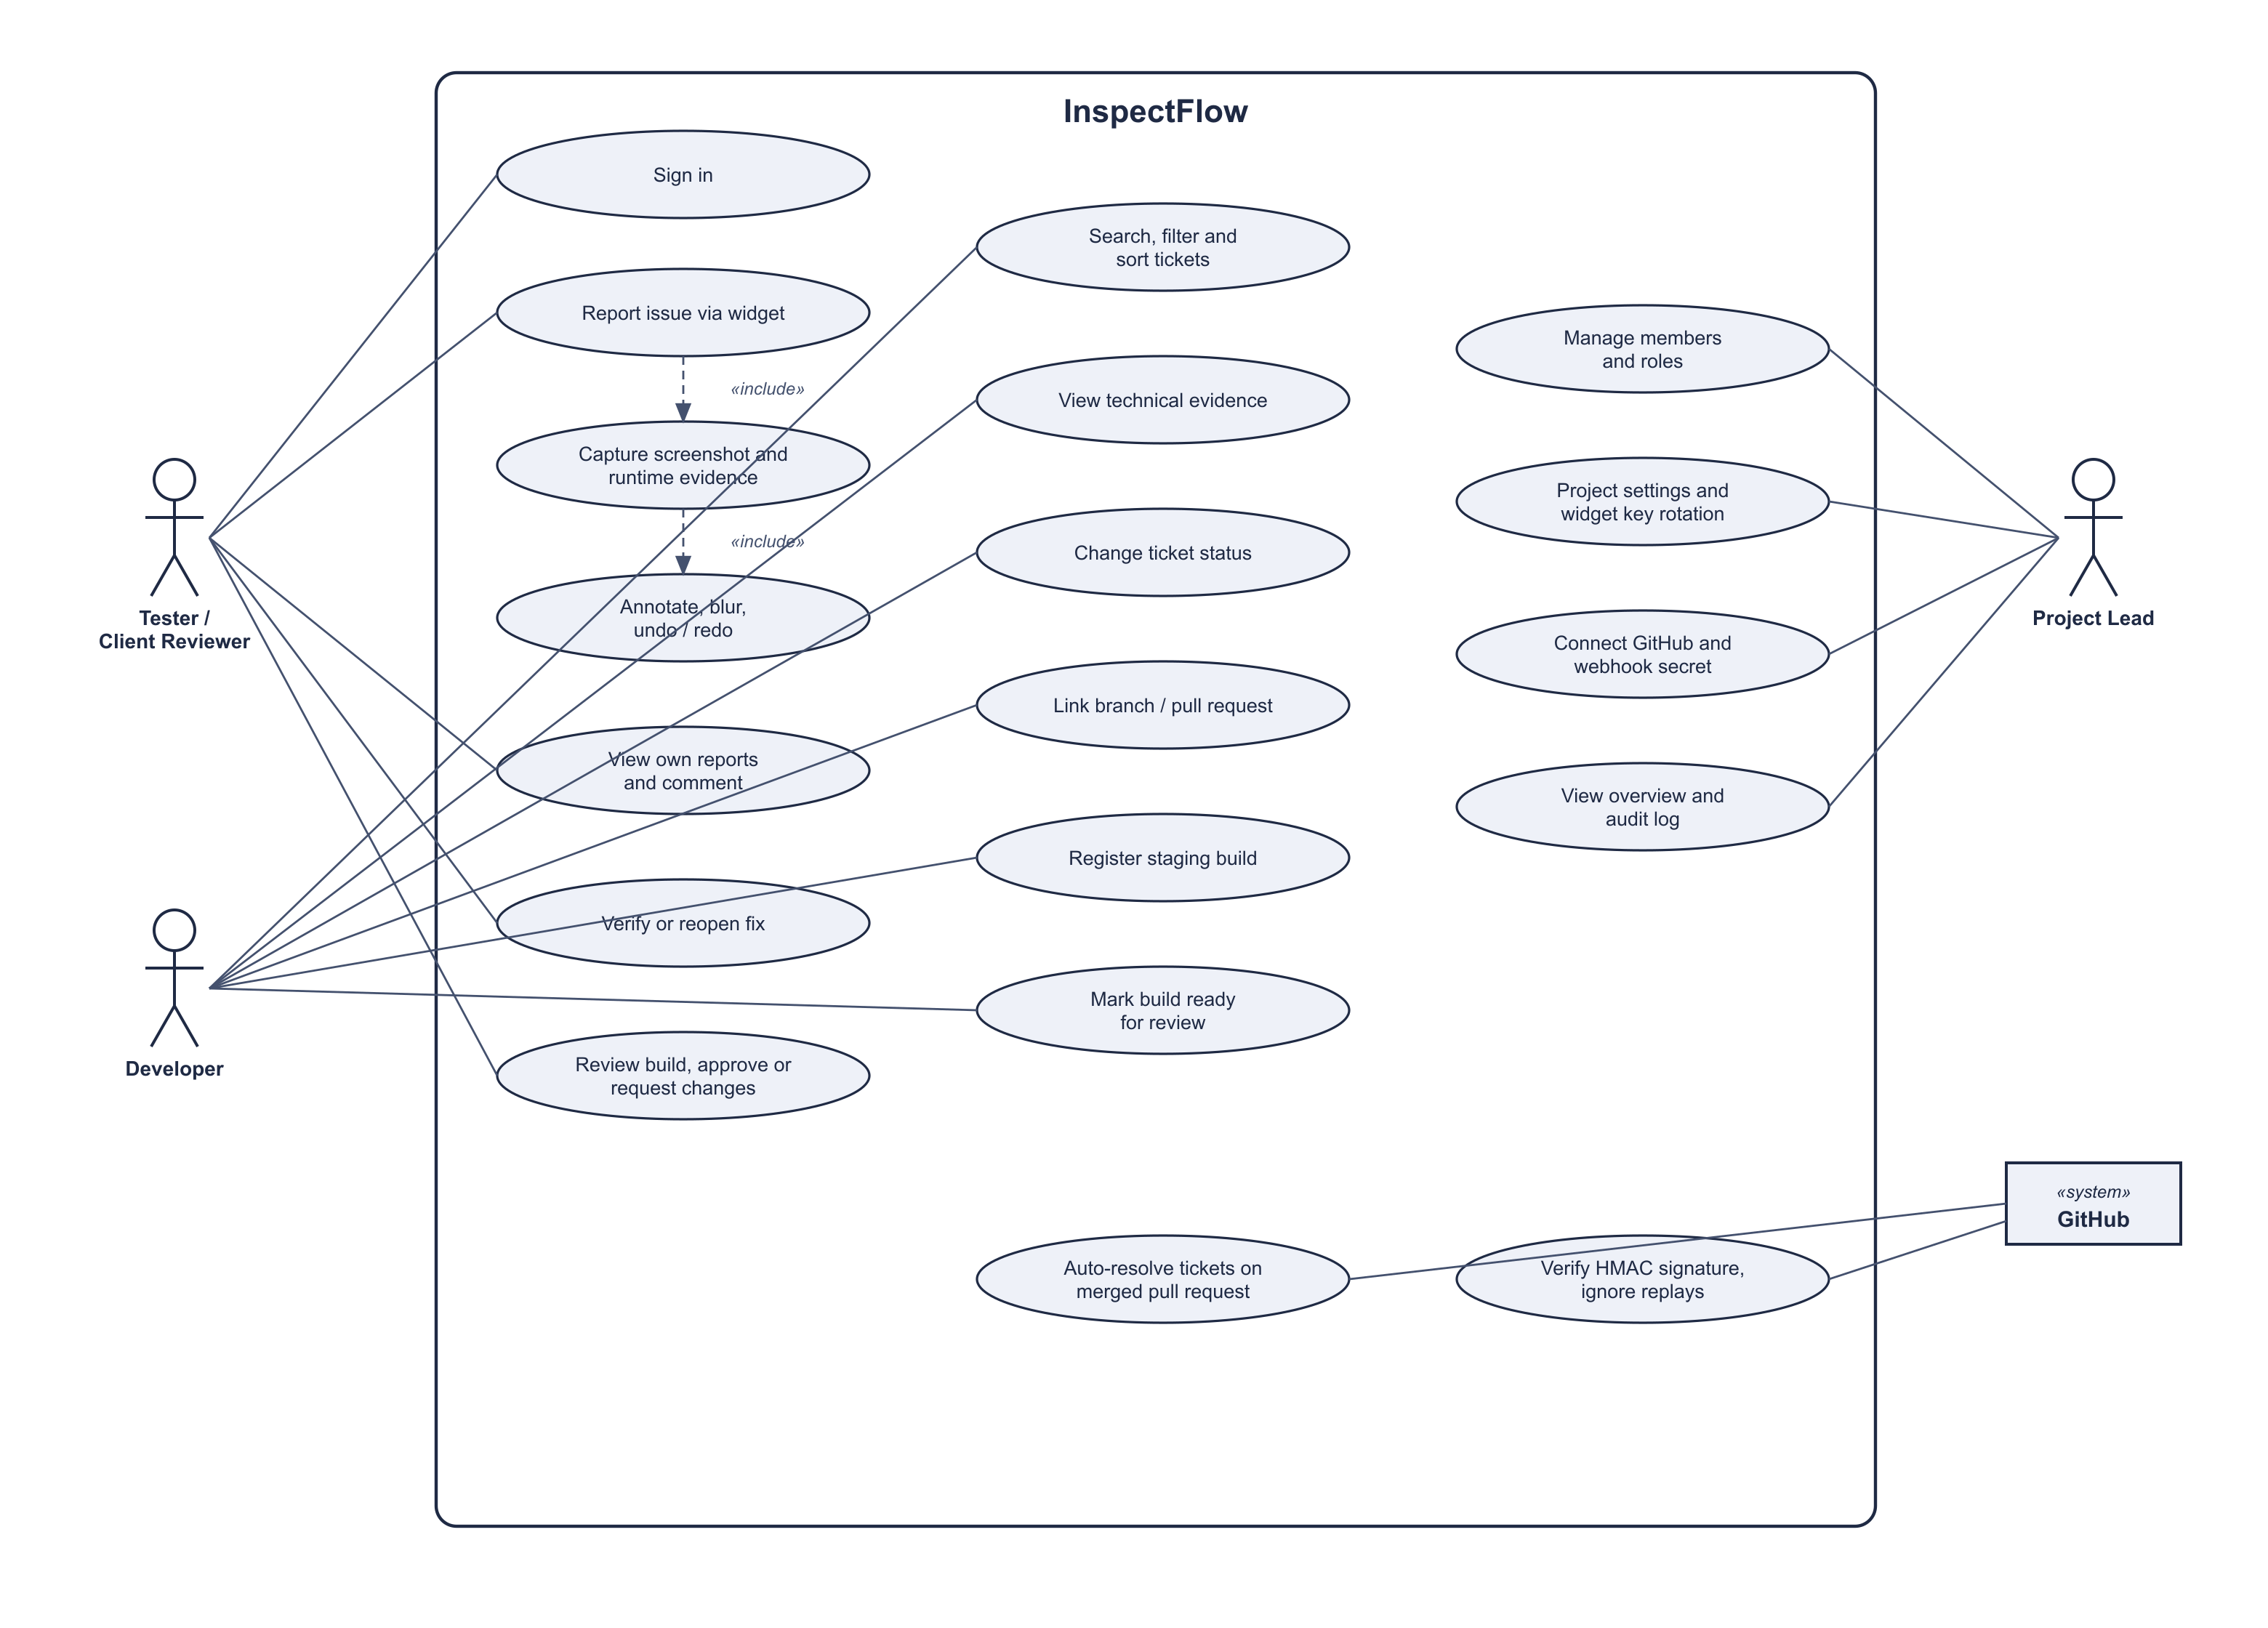 InspectFlow
Sign in
Report issue via widget
«include»
Capture screenshot and
runtime evidence
«include»
Annotate, blur,
undo / redo
View own reports
and comment
Verify or reopen fix
Review build, approve or
request changes
Search, filter and
sort tickets
View technical evidence
Change ticket status
Link branch / pull request
Register staging build
Mark build ready
for review
Auto-resolve tickets on
merged pull request
Manage members
and roles
Project settings and
widget key rotation
Connect GitHub and
webhook secret
View overview and
audit log
Verify HMAC signature,
ignore replays
Tester /
Client Reviewer
Developer
Project Lead
«system»
GitHub